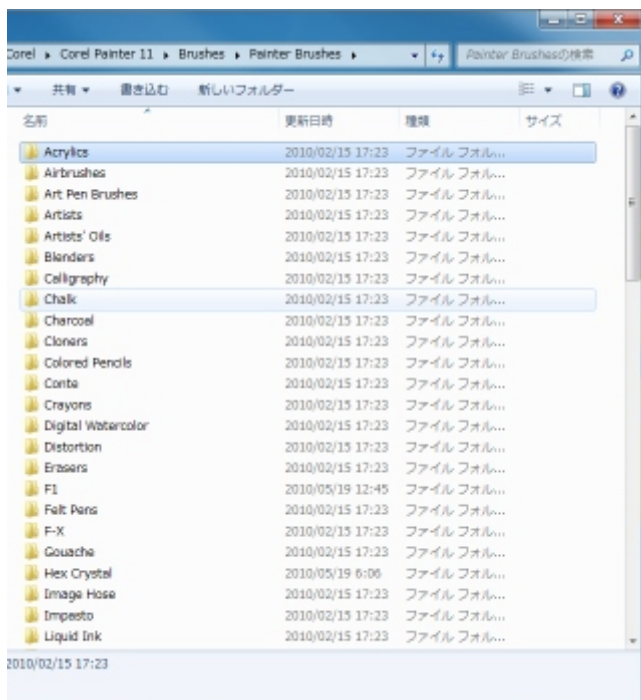 Corel ▸ Corel Painter 11 ▸ Brushes ▸ Painter Brushes ▸ Painter Brushesの検索
共有 書き込む 新しいフォルダー
名前 更新日時 種類 サイズ
Acrylics 2010/02/15 17:23 ファイル フォル...
Airbrushes 2010/02/15 17:23 ファイル フォル...
Art Pen Brushes 2010/02/15 17:23 ファイル フォル...
Artists 2010/02/15 17:23 ファイル フォル...
Artists' Oils 2010/02/15 17:23 ファイル フォル...
Blenders 2010/02/15 17:23 ファイル フォル...
Calligraphy 2010/02/15 17:23 ファイル フォル...
Chalk 2010/02/15 17:23 ファイル フォル...
Charcoal 2010/02/15 17:23 ファイル フォル...
Cloners 2010/02/15 17:23 ファイル フォル...
Colored Pencils 2010/02/15 17:23 ファイル フォル...
Conte 2010/02/15 17:23 ファイル フォル...
Crayons 2010/02/15 17:23 ファイル フォル...
Digital Watercolor 2010/02/15 17:23 ファイル フォル...
Distortion 2010/02/15 17:23 ファイル フォル...
Erasers 2010/02/15 17:23 ファイル フォル...
F1 2010/05/19 12:45 ファイル フォル...
Felt Pens 2010/02/15 17:23 ファイル フォル...
F-X 2010/02/15 17:23 ファイル フォル...
Gouache 2010/02/15 17:23 ファイル フォル...
Hex Crystal 2010/05/19 6:06 ファイル フォル...
Image Hose 2010/02/15 17:23 ファイル フォル...
Impasto 2010/02/15 17:23 ファイル フォル...
Liquid Ink 2010/02/15 17:23 ファイル フォル...
2010/02/15 17:23